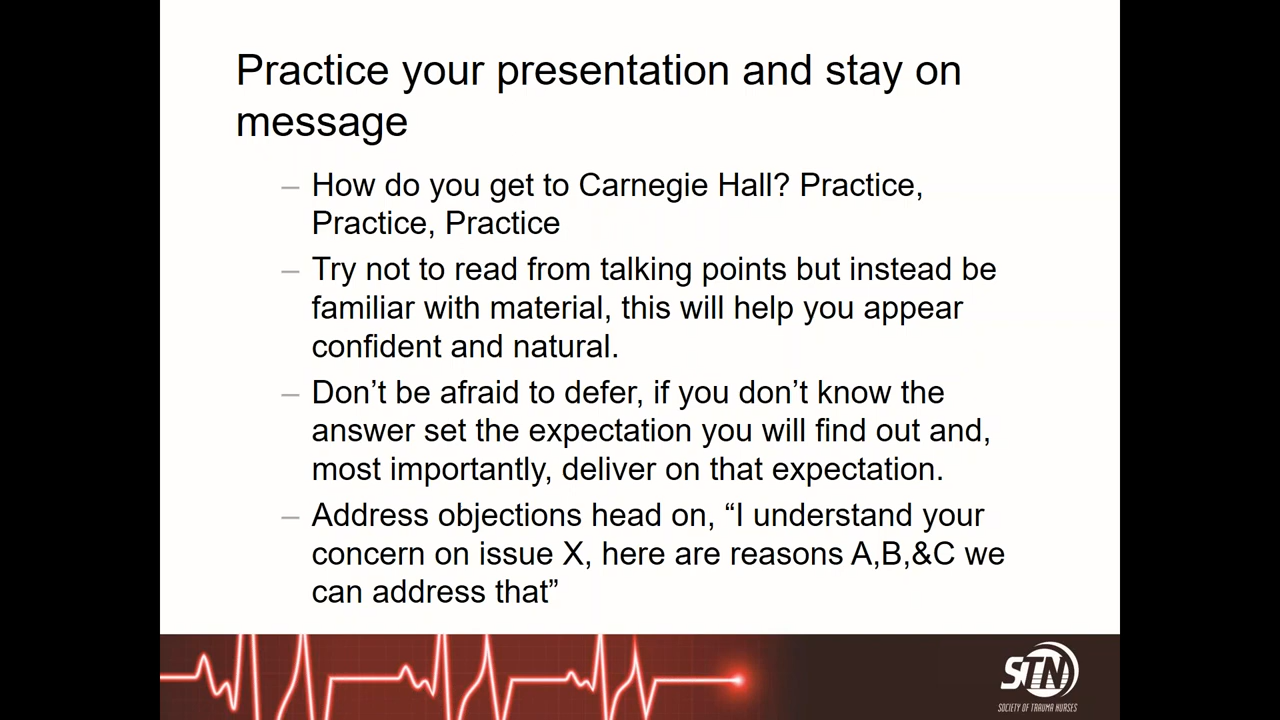 Practice your presentation and stay on
message
– How do you get to Carnegie Hall? Practice,
Practice, Practice
– Try not to read from talking points but instead be
familiar with material, this will help you appear
confident and natural.
– Don’t be afraid to defer, if you don’t know the
answer set the expectation you will find out and,
most importantly, deliver on that expectation.
– Address objections head on, “I understand your
concern on issue X, here are reasons A,B,&C we
can address that”
STN
SOCIETY OF TRAUMA NURSES